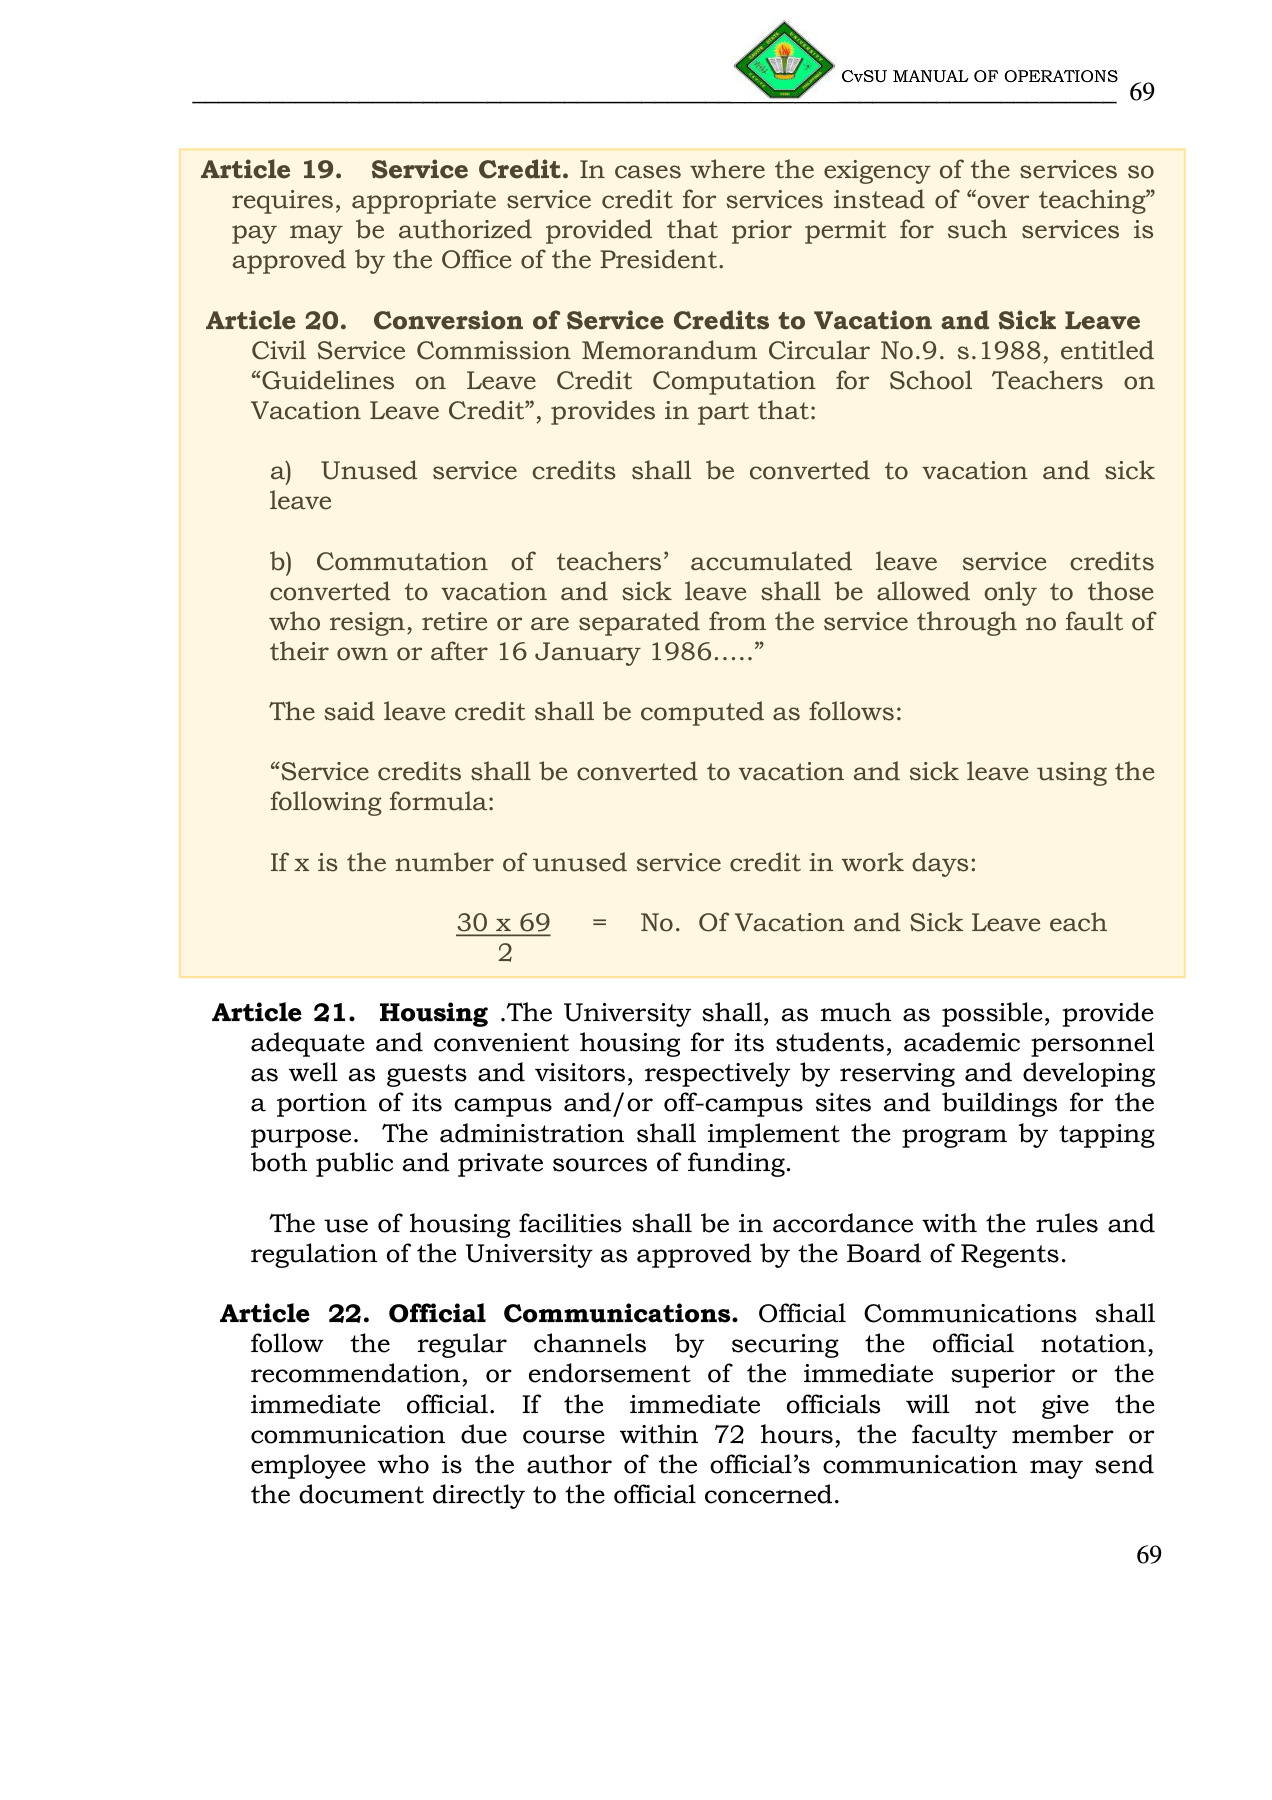 CvSU MANUAL OF OPERATIONS
69
Article 19. Service Credit. In cases where the exigency of the services so
requires, appropriate service credit for services instead of “over teaching”
pay may be authorized provided that prior permit for such services is
approved by the Office of the President.
Article 20. Conversion of Service Credits to Vacation and Sick Leave
Civil Service Commission Memorandum Circular No.9. s.1988, entitled
“Guidelines on Leave Credit Computation for School Teachers on
Vacation Leave Credit”, provides in part that:
a) Unused service credits shall be converted to vacation and sick
leave
b) Commutation of teachers’ accumulated leave service credits
converted to vacation and sick leave shall be allowed only to those
who resign, retire or are separated from the service through no fault of
their own or after 16 January 1986…..”
The said leave credit shall be computed as follows:
“Service credits shall be converted to vacation and sick leave using the
following formula:
If x is the number of unused service credit in work days:
30 x 69 = No. Of Vacation and Sick Leave each
2
Article 21. Housing .The University shall, as much as possible, provide
adequate and convenient housing for its students, academic personnel
as well as guests and visitors, respectively by reserving and developing
a portion of its campus and/or off-campus sites and buildings for the
purpose. The administration shall implement the program by tapping
both public and private sources of funding.
The use of housing facilities shall be in accordance with the rules and
regulation of the University as approved by the Board of Regents.
Article 22. Official Communications. Official Communications shall
follow the regular channels by securing the official notation,
recommendation, or endorsement of the immediate superior or the
immediate official. If the immediate officials will not give the
communication due course within 72 hours, the faculty member or
employee who is the author of the official’s communication may send
the document directly to the official concerned.
69